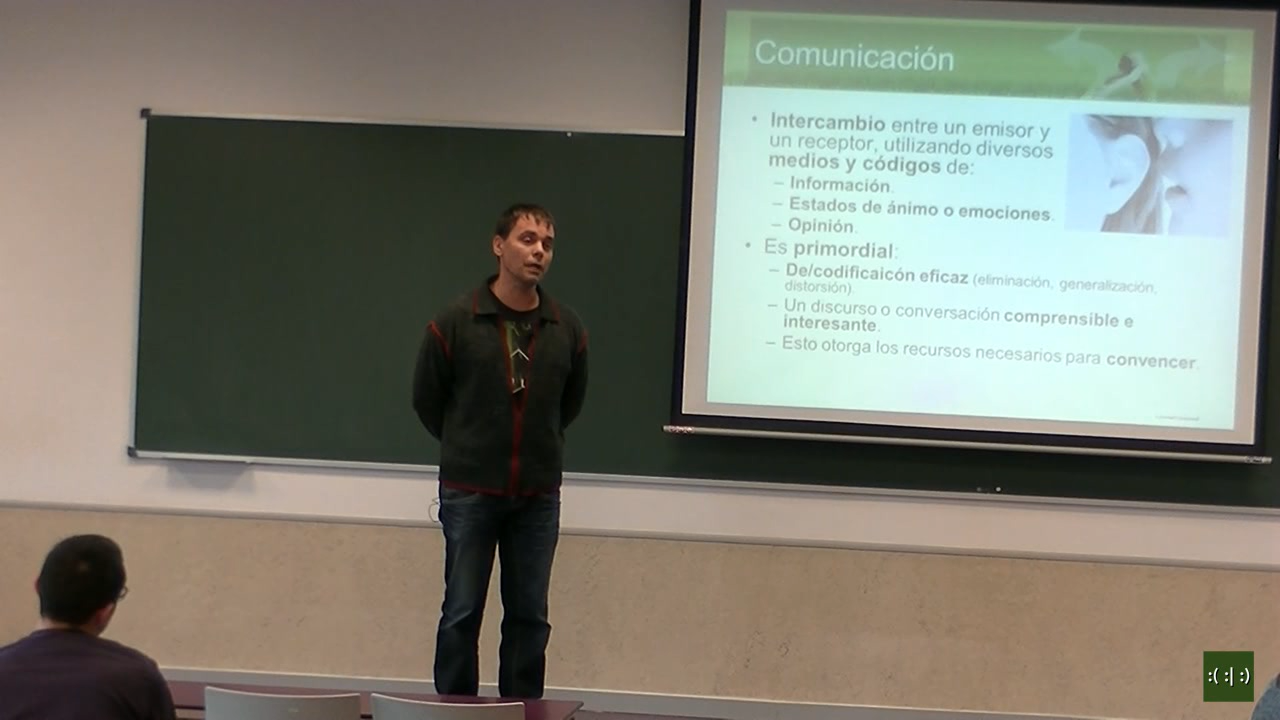 Comunicación
• Intercambio entre un emisor y
un receptor, utilizando diversos
medios y códigos de:
– Información.
– Estados de ánimo o emociones.
– Opinión.
• Es primordial:
– De/codificaicón eficaz (eliminación, generalización,
distorsión).
– Un discurso o conversación comprensible e
interesante.
– Esto otorga los recursos necesarios para convencer.
:( :| :)